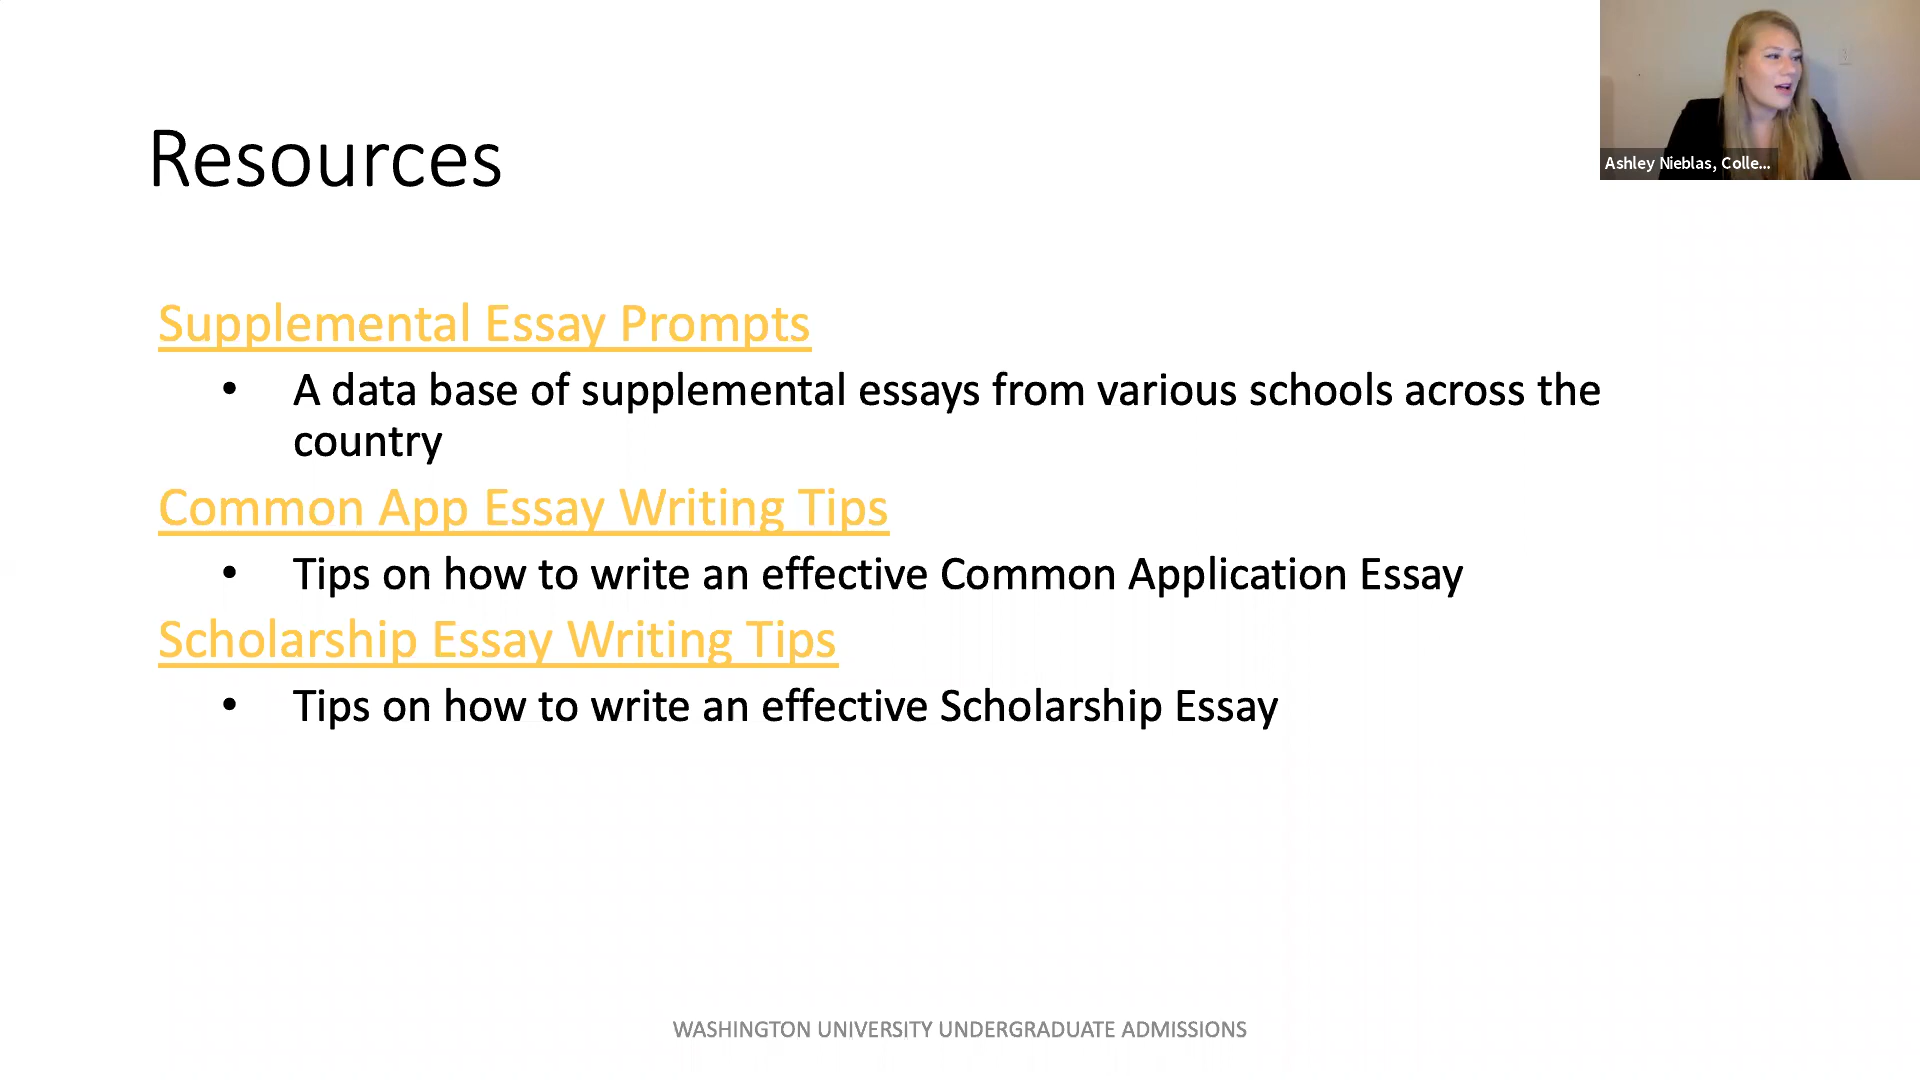 Resources
Ashley Nieblas, Colle...
Supplemental Essay Prompts
• A data base of supplemental essays from various schools across the
country
Common App Essay Writing Tips
• Tips on how to write an effective Common Application Essay
Scholarship Essay Writing Tips
• Tips on how to write an effective Scholarship Essay
WASHINGTON UNIVERSITY UNDERGRADUATE ADMISSIONS